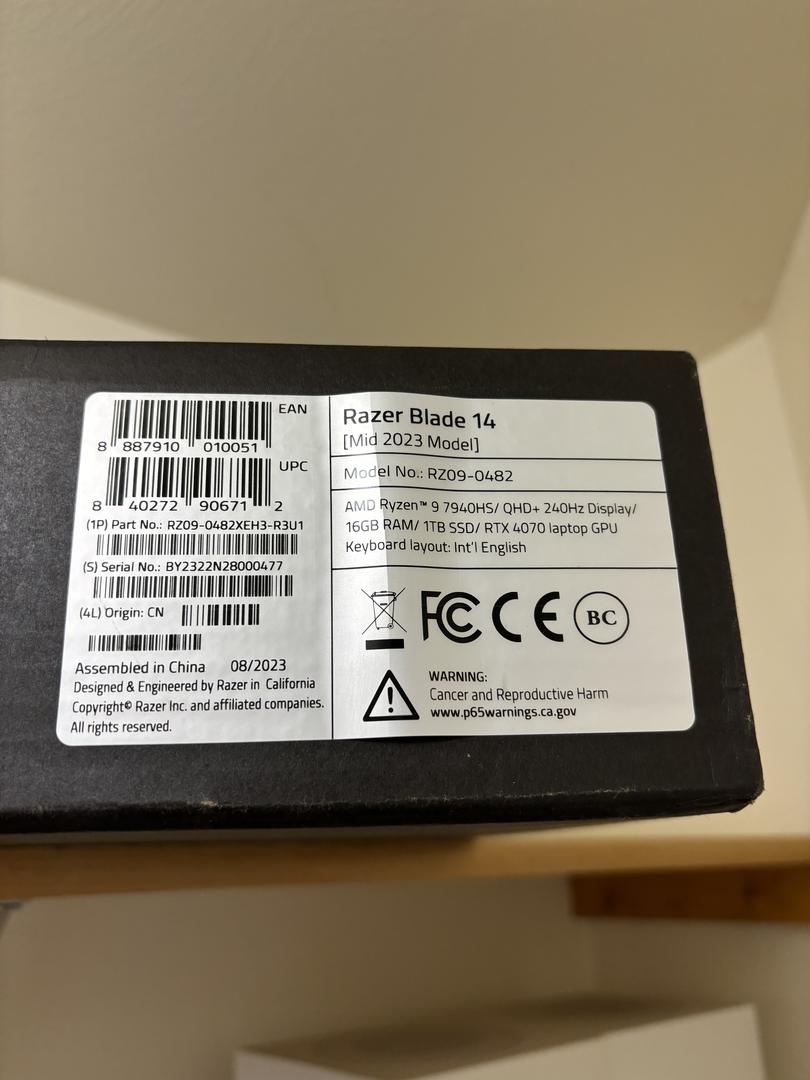 EAN
8 887910 010051
UPC
8 40272 90671 2
(1P) Part No.: RZ09-0482XEH3-R3U1
(S) Serial No.: BY2322N28000477
(4L) Origin: CN
Assembled in China 08/2023
Designed & Engineered by Razer in California
Copyright© Razer Inc. and affiliated companies.
All rights reserved.
Razer Blade 14
[Mid 2023 Model]
Model No.: RZ09-0482
AMD Ryzen™ 9 7940HS/ QHD+ 240Hz Display/
16GB RAM/ 1TB SSD/ RTX 4070 laptop GPU
Keyboard layout: Int'l English
FC CE BC
WARNING:
Cancer and Reproductive Harm
www.p65warnings.ca.gov